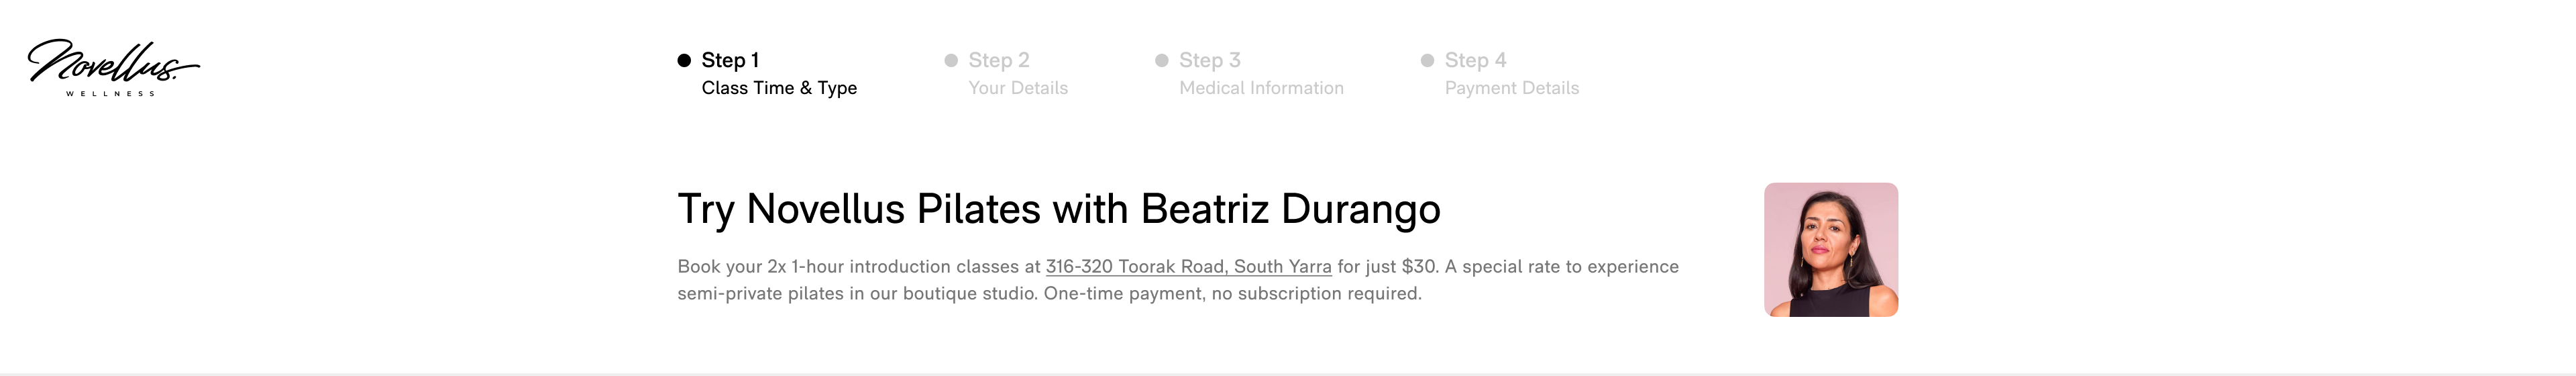 Novellus.
WELLNESS
Step 1
Class Time & Type
Step 2
Your Details
Step 3
Medical Information
Step 4
Payment Details
Try Novellus Pilates with Beatriz Durango
Book your 2x 1-hour introduction classes at 316-320 Toorak Road, South Yarra for just $30. A special rate to experience
semi-private pilates in our boutique studio. One-time payment, no subscription required.